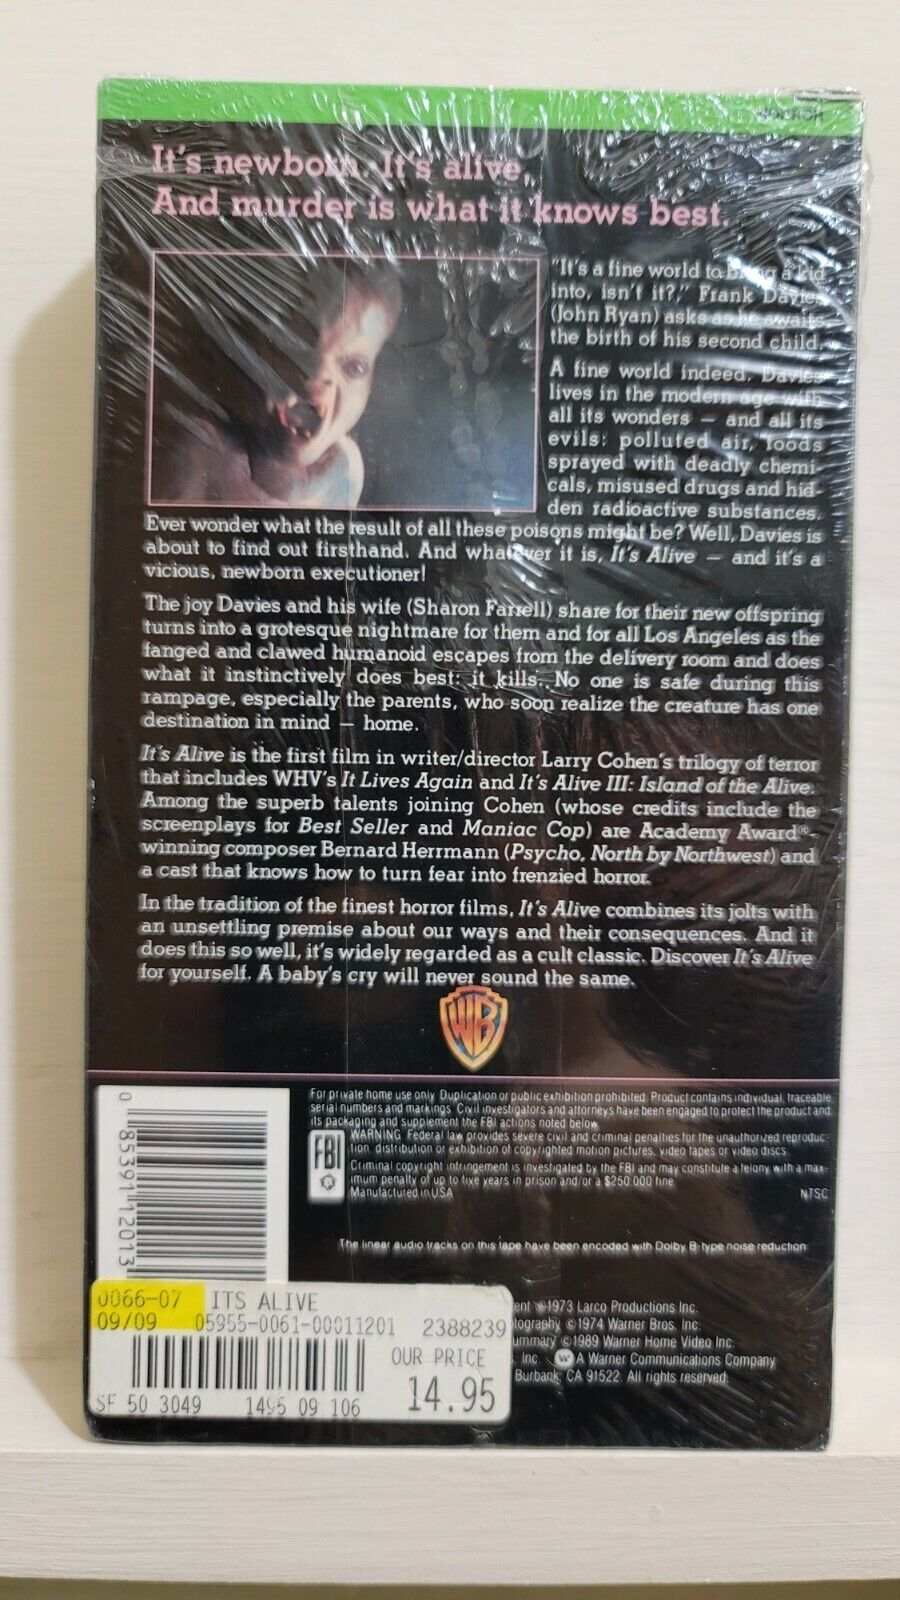 HORROR
It's newborn. It's alive.
And murder is what it knows best.
"It's a fine world to bring a kid
into, isn't it?," Frank Davies
(John Ryan) asks as he awaits
the birth of his second child.
A fine world indeed. Davies
lives in the modern age with
all its wonders — and all its
evils: polluted air, foods
sprayed with deadly chemi-
cals, misused drugs and hid-
den radioactive substances.
Ever wonder what the result of all these poisons might be? Well, Davies is
about to find out firsthand. And whatever it is, It's Alive — and it's a
vicious, newborn executioner!
The joy Davies and his wife (Sharon Farrell) share for their new offspring
turns into a grotesque nightmare for them and for all Los Angeles as the
fanged and clawed humanoid escapes from the delivery room and does
what it instinctively does best: it kills. No one is safe during this
rampage, especially the parents, who soon realize the creature has one
destination in mind — home.
It's Alive is the first film in writer/director Larry Cohen's trilogy of terror
that includes WHV's It Lives Again and It's Alive III: Island of the Alive.
Among the superb talents joining Cohen (whose credits include the
screenplays for Best Seller and Maniac Cop) are Academy Award®-
winning composer Bernard Herrmann (Psycho, North by Northwest) and
a cast that knows how to turn fear into frenzied horror.
In the tradition of the finest horror films, It's Alive combines its jolts with
an unsettling premise about our ways and their consequences. And it
does this so well, it's widely regarded as a cult classic. Discover It's Alive
for yourself. A baby's cry will never sound the same.
WB
0 85391 12013
For private home use only. Duplication or public exhibition prohibited. Product contains individual, traceable
serial numbers and markings. Civil investigators and attorneys have been engaged to protect the product and
its packaging and supplement the FBI actions noted below.
FBI
WARNING: Federal law provides severe civil and criminal penalties for the unauthorized reproduc-
tion, distribution or exhibition of copyrighted motion pictures, video tapes or video discs.
Criminal copyright infringement is investigated by the FBI and may constitute a felony with a max-
imum penalty of up to five years in prison and/or a $250,000 fine.
Manufactured in USA NTSC
The linear audio tracks on this tape have been encoded with Dolby B-type noise reduction
©1973 Larco Productions Inc.
©1974 Warner Bros. Inc.
©1989 Warner Home Video Inc.
Inc. A Warner Communications Company
Burbank, CA 91522. All rights reserved.
0066-07 ITS ALIVE
09/09 05955-0061-00011201 2388239
OUR PRICE
14.95
SF 50 3049 1495 09 106